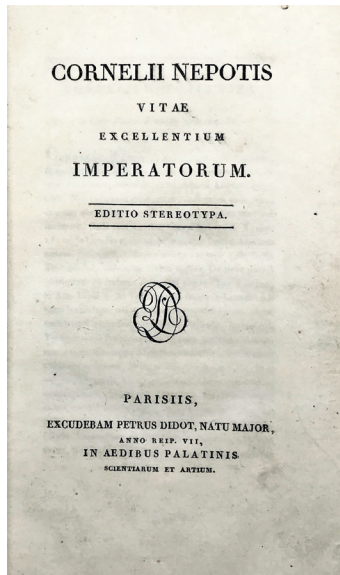 CORNELII NEPOTIS
VITAE
EXCELLENTIUM
IMPERATORUM.
EDITIO STEREOTYPA.
PARISIIS,
EXCUDEBAM PETRUS DIDOT, NATU MAJOR,
ANNO REIP. VII,
IN AEDIBUS PALATINIS
SCIENTIARUM ET ARTIUM.